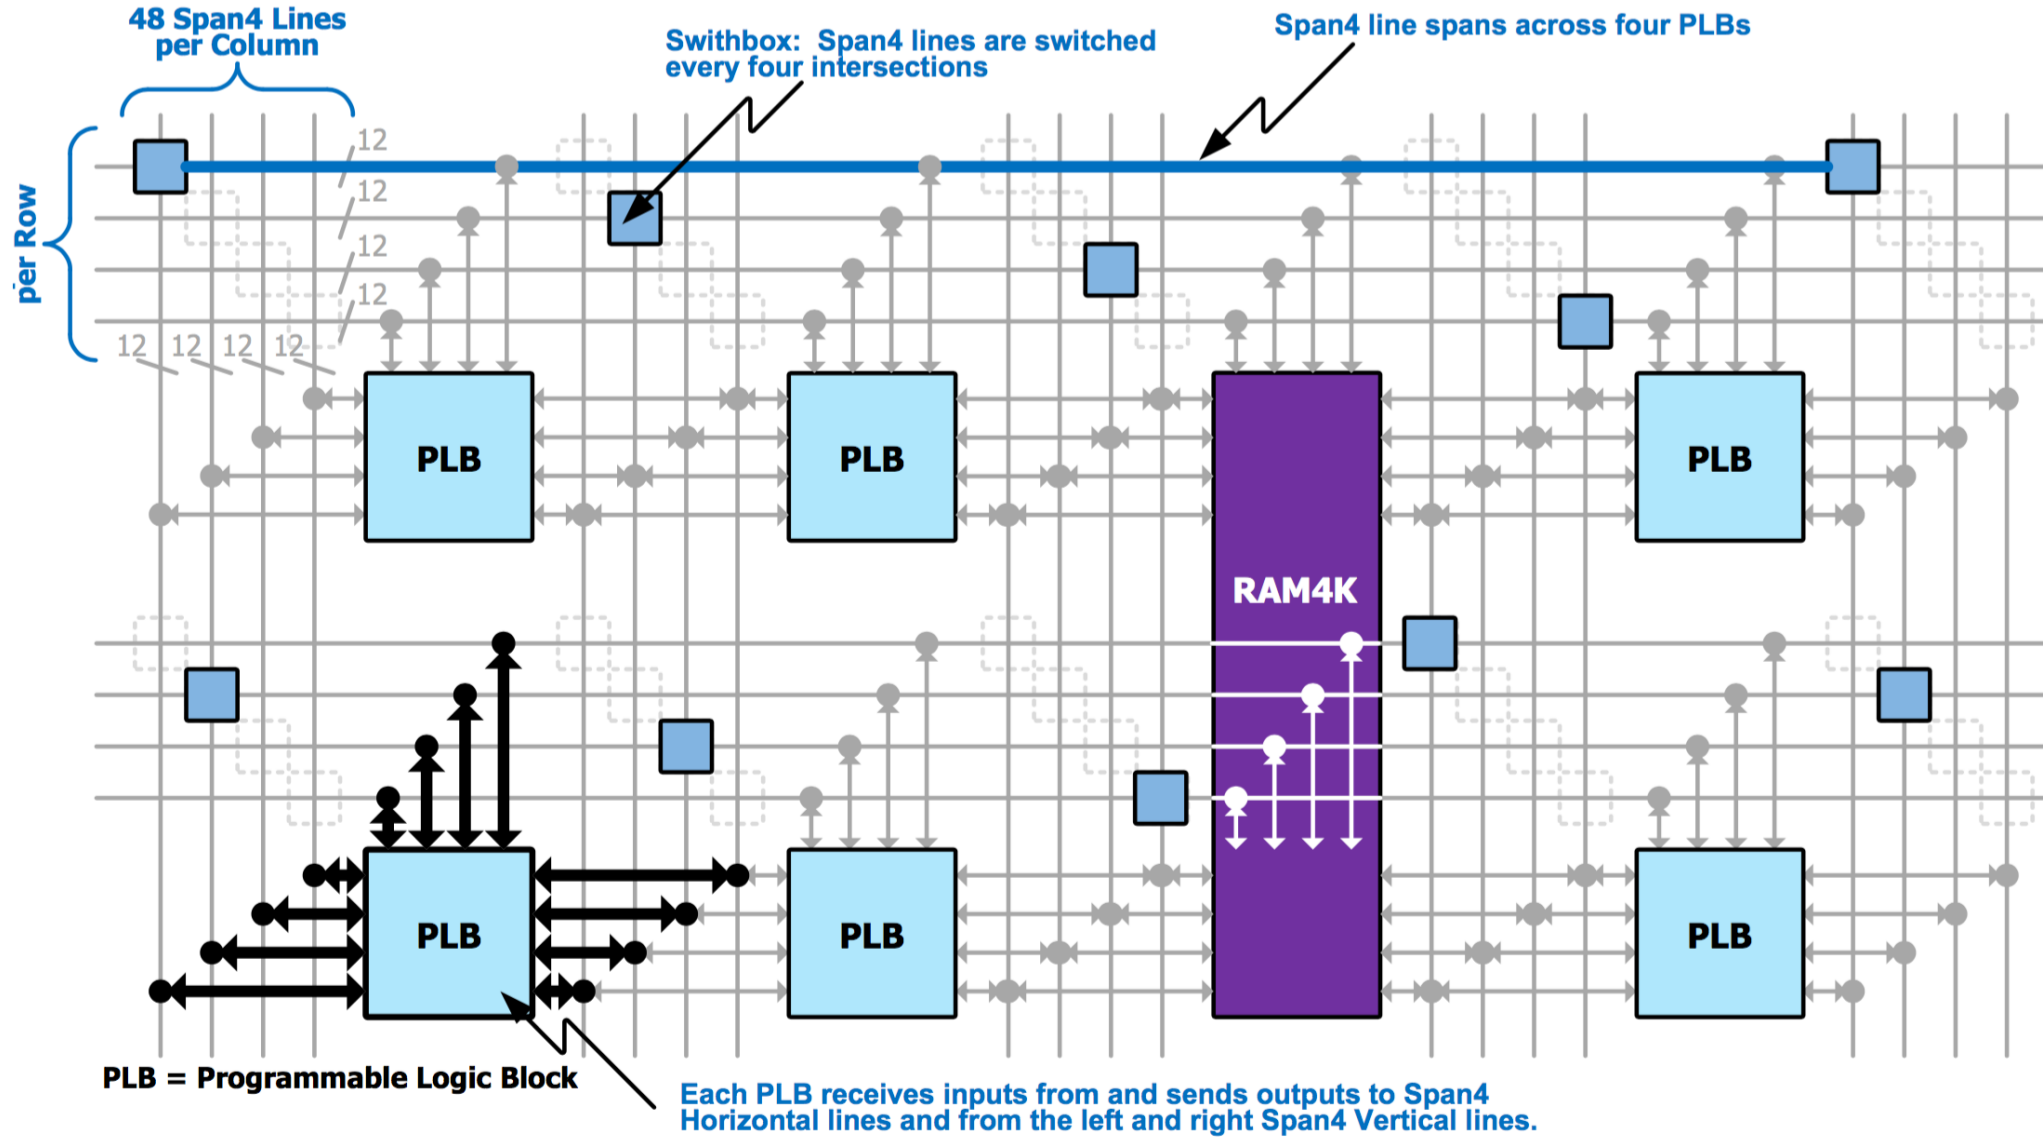 48 Span4 Lines
per Column
Swithbox: Span4 lines are switched
every four intersections
Span4 line spans across four PLBs
per Row
12
12
12
12
12 12 12 12
PLB
PLB
PLB
RAM4K
PLB
PLB
PLB
PLB = Programmable Logic Block
Each PLB receives inputs from and sends outputs to Span4
Horizontal lines and from the left and right Span4 Vertical lines.